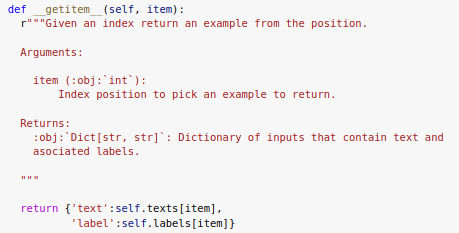 def __getitem__(self, item):
r"""Given an index return an example from the position.
Arguments:
item (:obj:`int`):
Index position to pick an example to return.
Returns:
:obj:`Dict[str, str]`: Dictionary of inputs that contain text and
asociated labels.
"""
return {'text':self.texts[item],
'label':self.labels[item]}